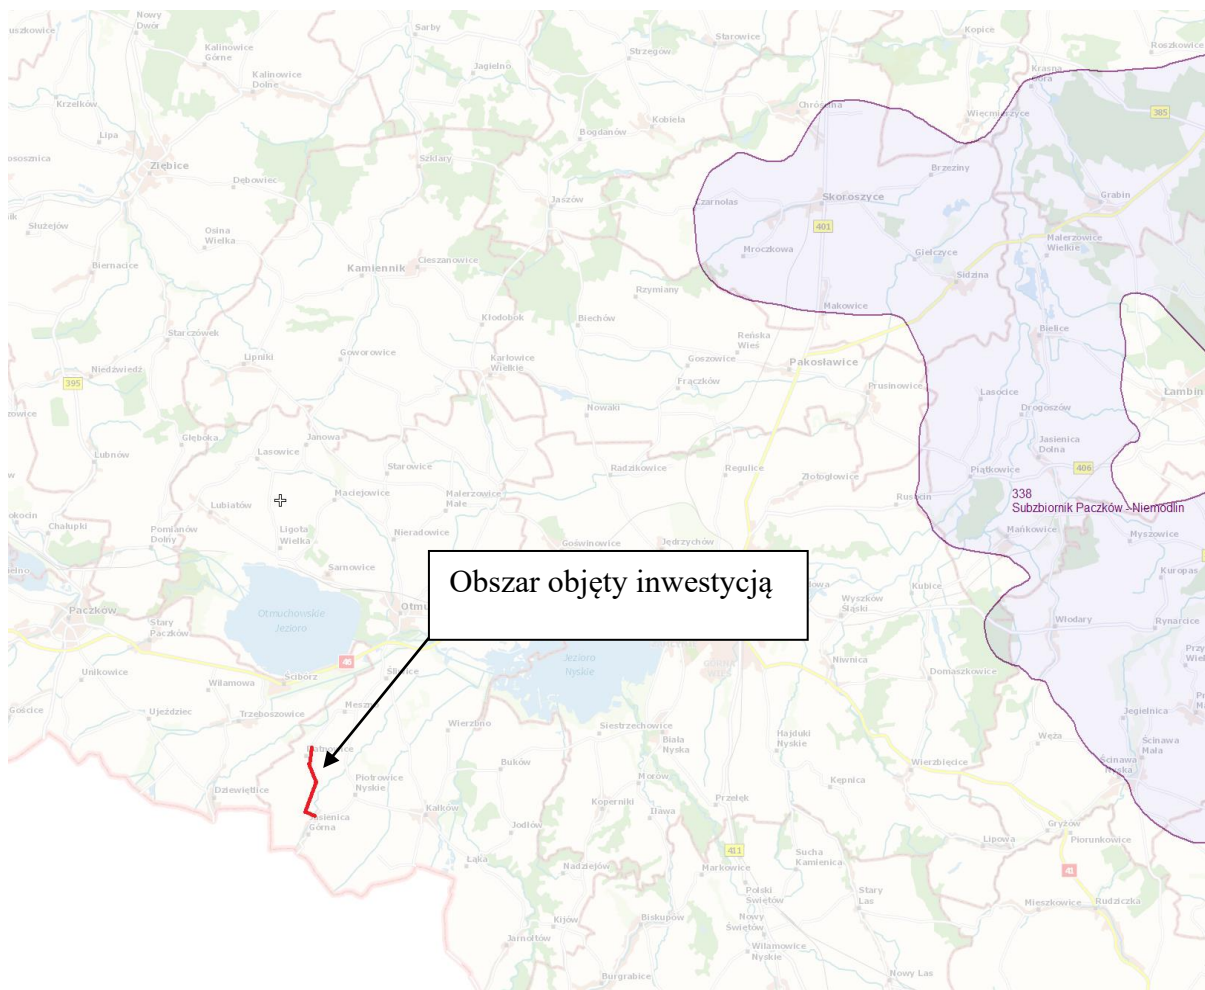 Nowy
Dwór
Sarby
Starowice
Kopice
Roszkowice
Kalinowice
Górne
Strzegów
Jagielno
Kalinowice
Dolne
Krasna
Góra
Krzelków
Chróścina
Więcmierzyce
385
Lipa
Kobiela
Bogdanów
Ziębice
Szklary
Brzeziny
Dębowiec
Jaszów
Czarnolas
Skoroszyce
Grabin
Służejów
Osina
Wielka
401
Malerzowice
Wielkie
Mroczkowa
Giełczyce
Biernacice
Kamiennik
Cieszanowice
Sidzina
Rzymiany
Makowice
Starczówek
Kłodobok
Biechów
Bielice
Reńska
Wieś
Lipniki
Goworowice
Karłowice
Wielkie
Goszowice
Pakosławice
Niedźwiedź
395
Frączków
Prusinowice
Lasocice
Nowaki
Drogoszów
Głęboka
Janowa
Jasienica
Dolna
Lubnów
Lasowice
Starowice
Radzikowice
Regulice
Piątkowice
406
Złotogłowice
Maciejowice
Malerzowice
Małe
Rusocin
338
Subzbiornik Paczków - Niemodlin
Lubiatów
Chałupki
Pomianów
Dolny
Ligota
Wielka
Nieradowice
Mańkowice
Myszowice
Goświnowice
Jędrzychów
Sarnowice
Obszar objęty inwestycją
Kuropas
Kubice
Paczków
Otmuchowskie
Jezioro
Wyszków
Śląski
Stary
Paczków
Włodary
Rynarcice
Jezioro
Nyskie
Unikowice
46
Ścibórz
Niwnica
Domaszkowice
Wilamowa
Gościce
Ujeździec
Trzeboszowice
Jegielnica
Wierzbno
Siestrzechowice
Hajduki
Nyskie
Biała
Nyska
Węża
Ścinawa
Mała
Ścinawa
Nyska
Buków
Wierzbięcice
Dziewiętlice
Piotrowice
Nyskie
Morów
Kępnica
Kałków
Koperniki
Iława
Przełęk
Jasienica
Górna
Jodłów
Gryżów
Lipowa
Piorunkowice
Łąka
Nadziejów
411
Markowice
Sucha
Kamienica
41
Polski
Świętów
Stary
Las
Mieszkowice
Rudziczka
Kijów
Biskupów
Nowy
Świętów
Jarnołtów
Wilamowice
Nyskie
Burgrabice
Nowy Las